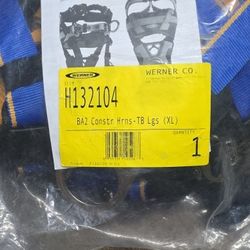 WERNER
WERNER CO.
H132104
BA2 Constr Hrns-TB Lgs (XL)
QUANTITY
1